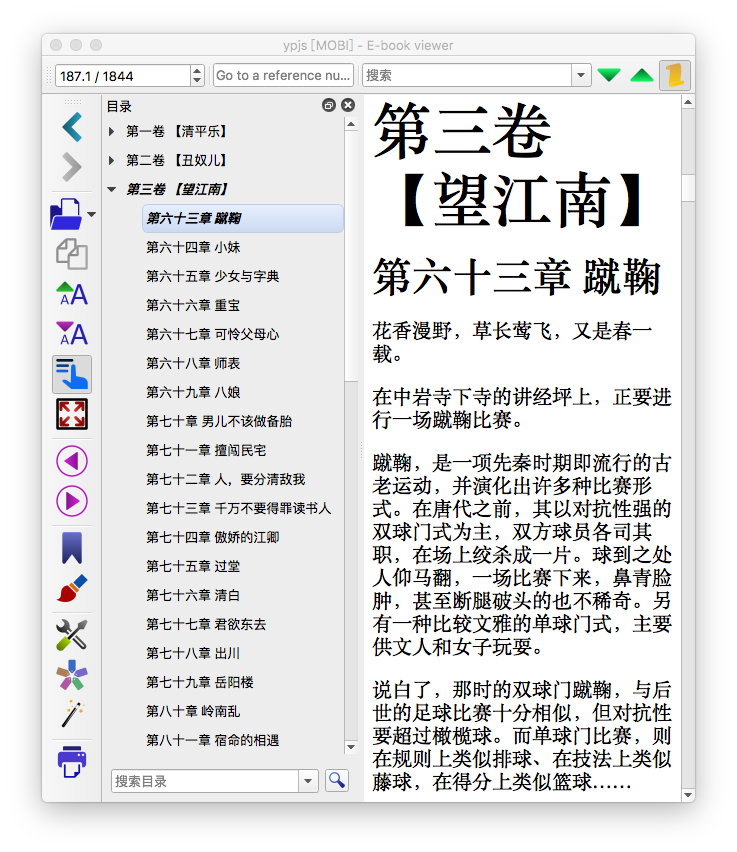 ypjs [MOBI] - E-book viewer
187.1 / 1844
Go to a reference nu...
搜索
目录
第一卷 【清平乐】
第二卷 【丑奴儿】
第三卷 【望江南】
第六十三章 蹴鞠
第六十四章 小妹
第六十五章 少女与字典
第六十六章 重宝
第六十七章 可怜父母心
第六十八章 师表
第六十九章 八娘
第七十章 男儿不该做备胎
第七十一章 擅闯民宅
第七十二章 人，要分清敌我
第七十三章 千万不要得罪读书人
第七十四章 傲娇的江卿
第七十五章 过堂
第七十六章 清白
第七十七章 君欲东去
第七十八章 出川
第七十九章 岳阳楼
第八十章 岭南乱
第八十一章 宿命的相遇
搜索目录
第三卷
【望江南】
第六十三章 蹴鞠
花香漫野，草长莺飞，又是春一
载。
在中岩寺下寺的讲经坪上，正要进
行一场蹴鞠比赛。
蹴鞠，是一项先秦时期即流行的古
老运动，并演化出许多种比赛形
式。在唐代之前，其以对抗性强的
双球门式为主，双方球员各司其
职，在场上绞杀成一片。球到之处
人仰马翻，一场比赛下来，鼻青脸
肿，甚至断腿破头的也不稀奇。另
有一种比较文雅的单球门式，主要
供文人和女子玩耍。
说白了，那时的双球门蹴鞠，与后
世的足球比赛十分相似，但对抗性
要超过橄榄球。而单球门比赛，则
在规则上类似排球、在技法上类似
藤球，在得分上类似篮球……